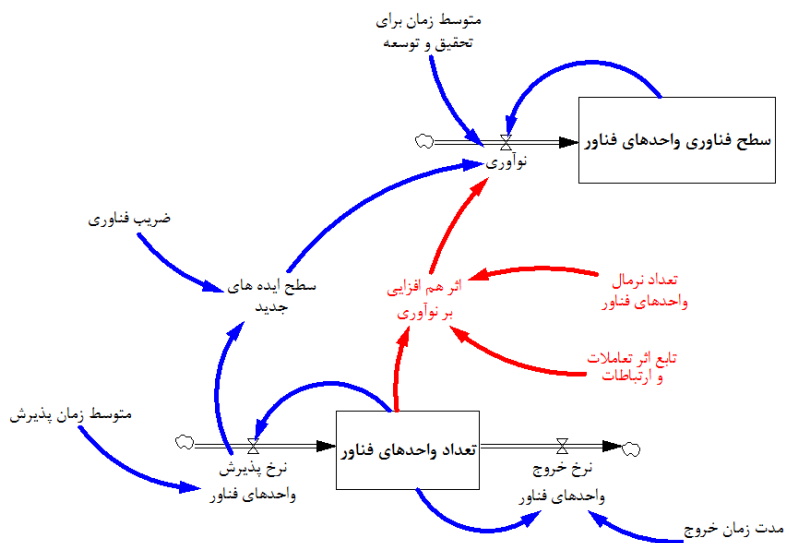 متوسط زمان برای
تحقیق و توسعه
سطح فناوری واحدهای فناور
نوآوری
ضریب فناوری
سطح ایده های
جدید
اثر هم افزایی
بر نوآوری
تعداد نرمال
واحدهای فناور
تابع اثر تعاملات
و ارتباطات
متوسط زمان پذیرش
نرخ پذیرش
واحدهای فناور
تعداد واحدهای فناور
نرخ خروج
واحدهای فناور
مدت زمان خروج